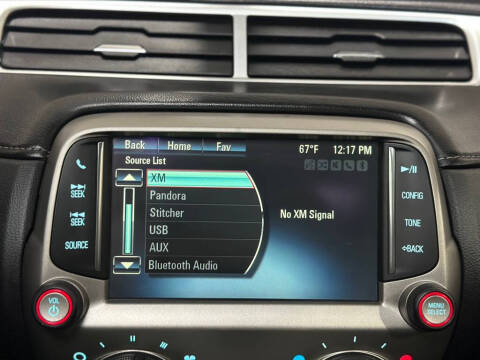 Back Home Fav 67°F 12:17 PM
Source List
XM
Pandora
Stitcher
USB
AUX
Bluetooth Audio
No XM Signal
SEEK
SEEK
SOURCE
VOL
CONFIG
TONE
BACK
MENU
SELECT